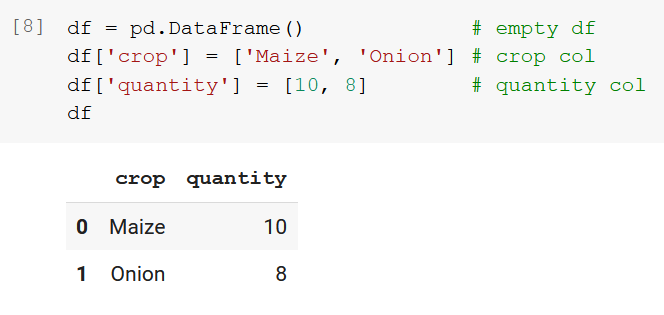 [8] df = pd.DataFrame() # empty df
df['crop'] = ['Maize', 'Onion'] # crop col
df['quantity'] = [10, 8] # quantity col
df
crop quantity
0 Maize 10
1 Onion 8